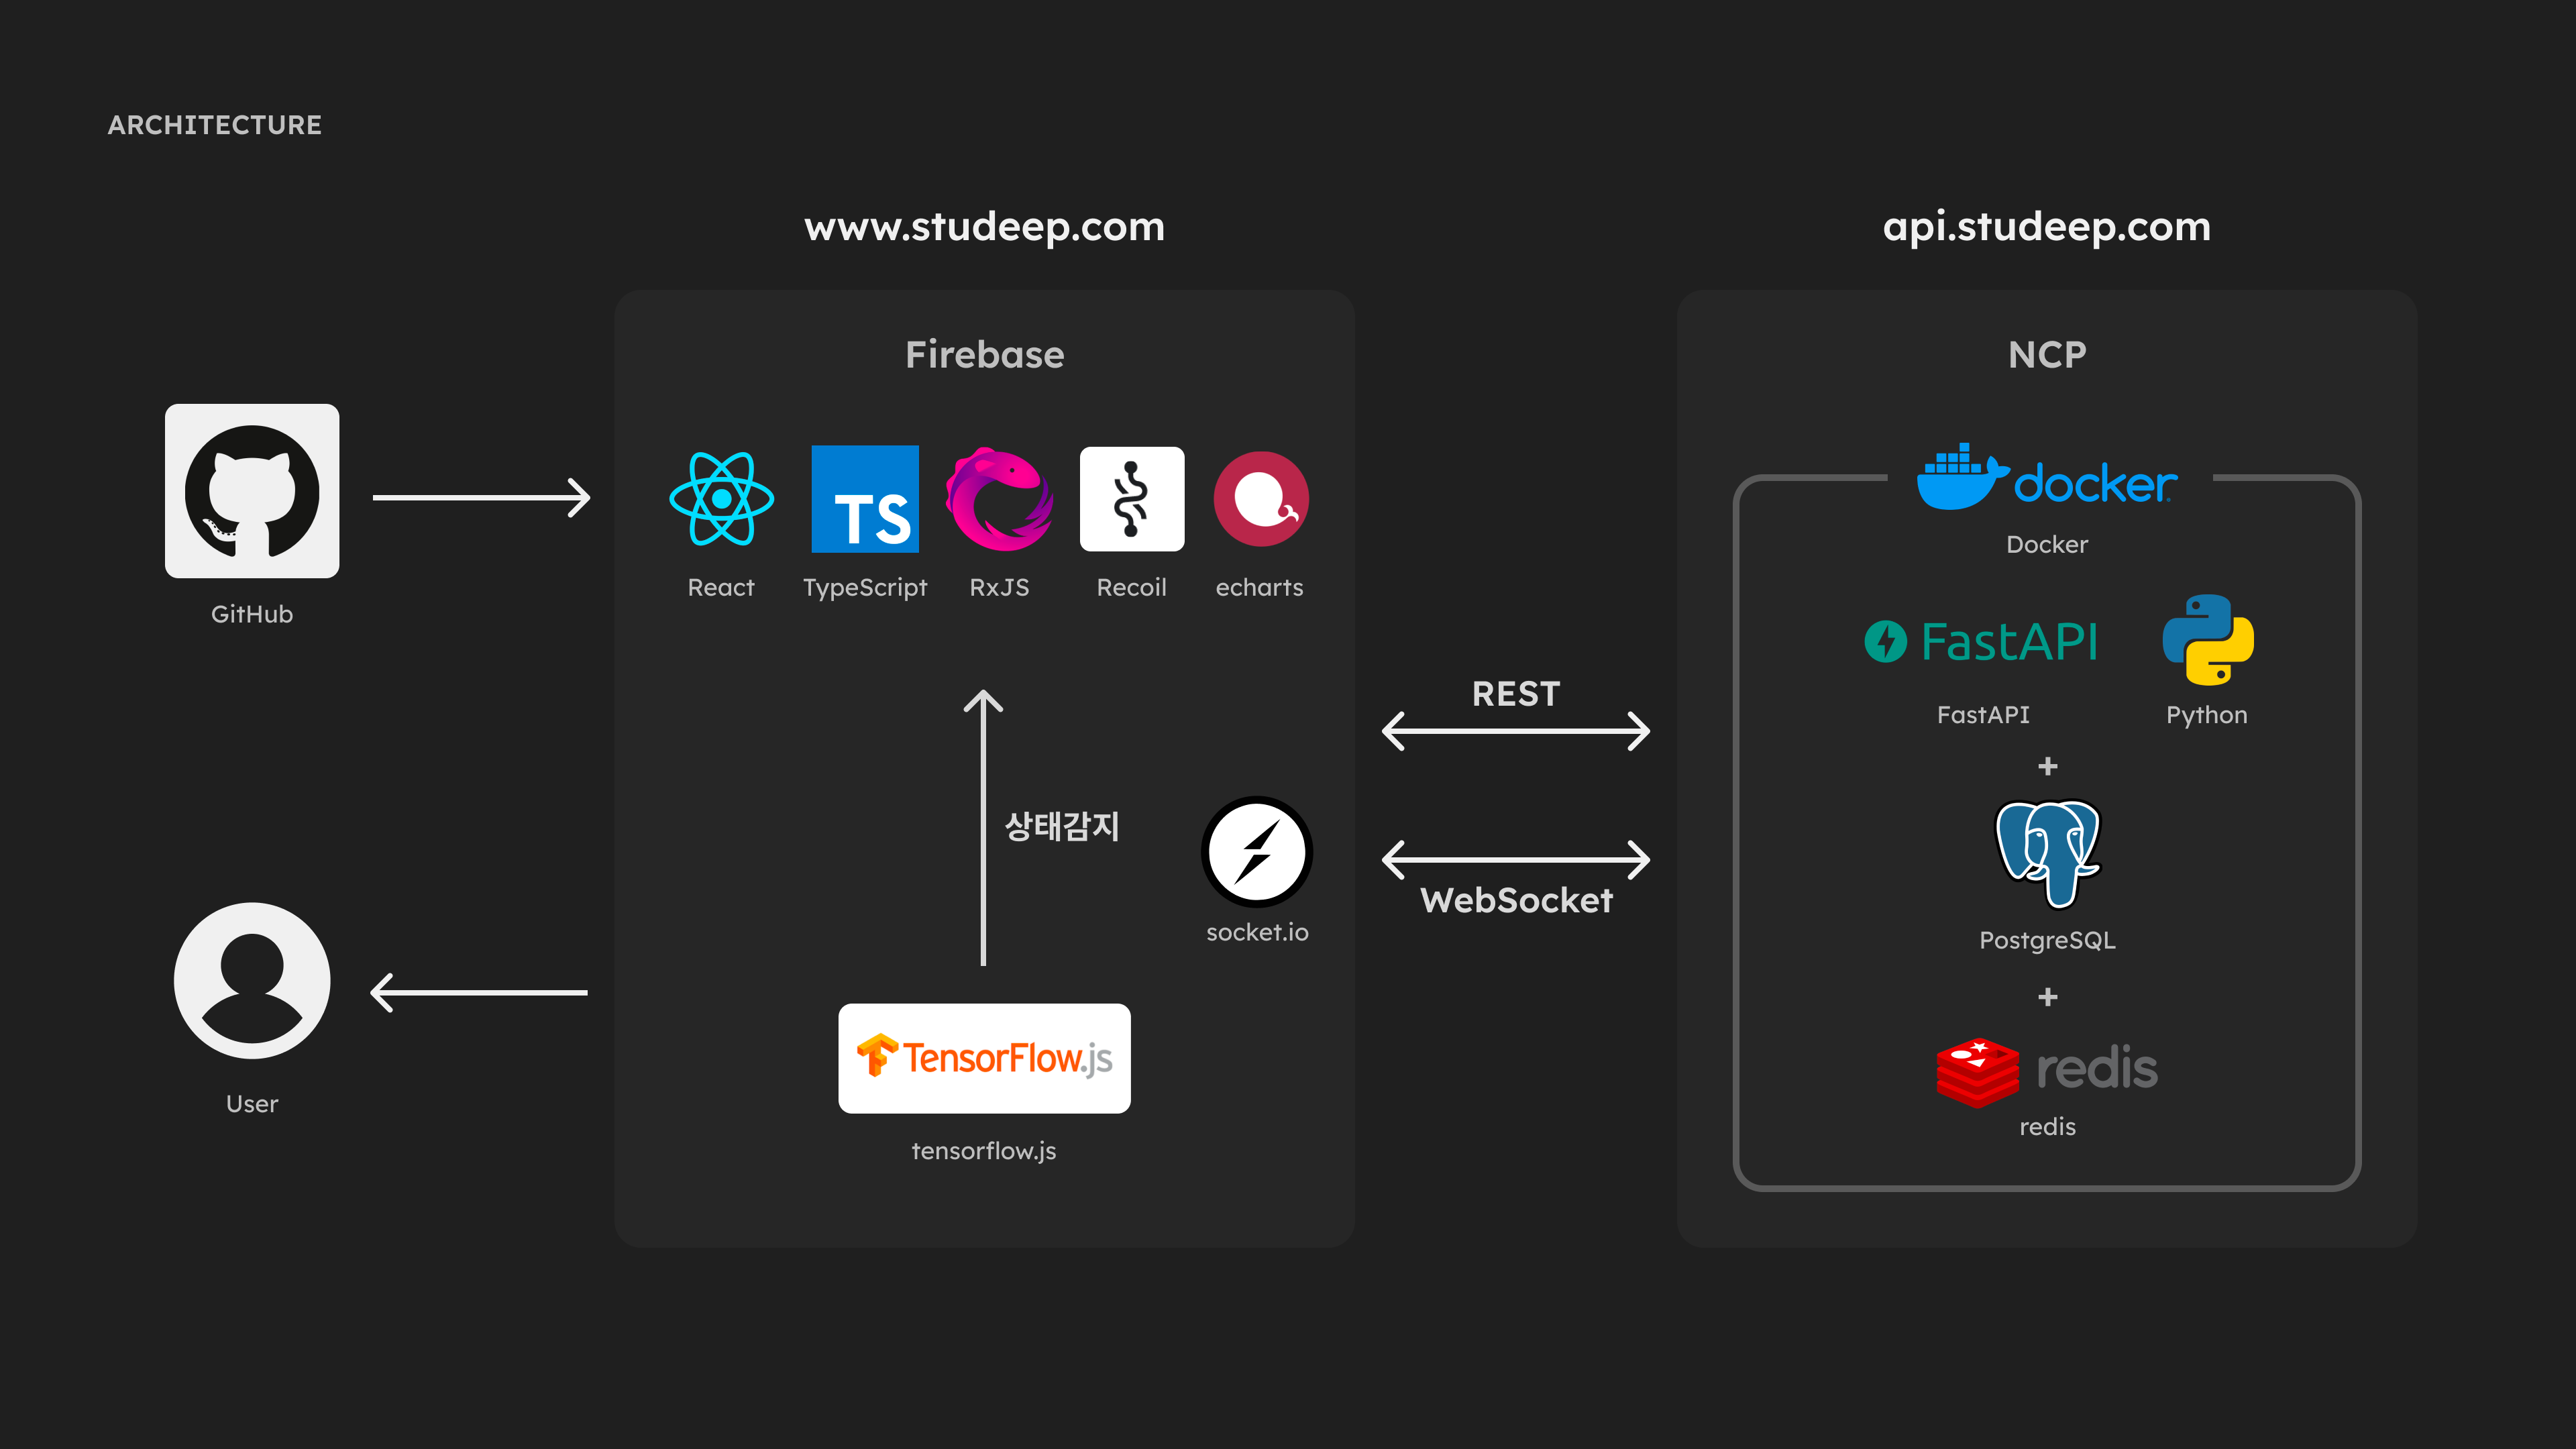 ARCHITECTURE
www.studeep.com
api.studeep.com
Firebase
NCP
GitHub
TS
React
TypeScript
RxJS
Recoil
echarts
docker
Docker
FastAPI
FastAPI
Python
+
PostgreSQL
+
redis
redis
REST
WebSocket
상태감지
socket.io
TensorFlow.js
tensorflow.js
User